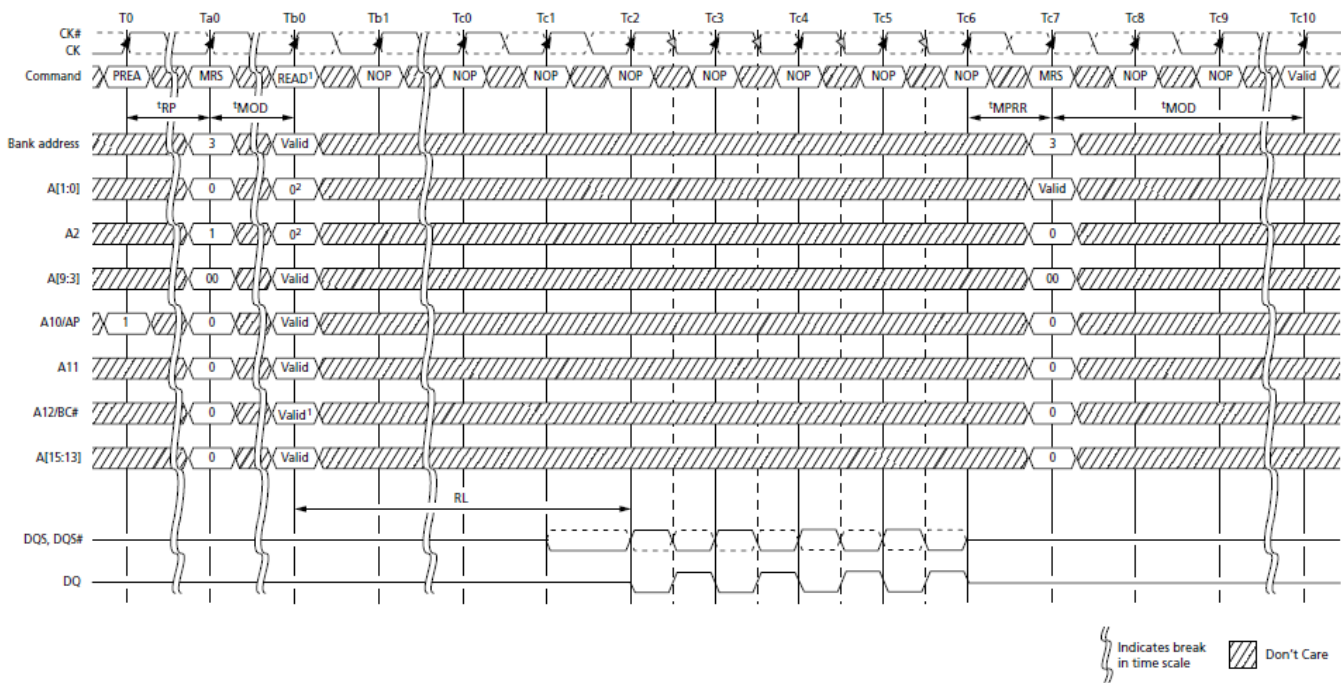 T0 Ta0 Tb0 Tb1 Tc0 Tc1 Tc2 Tc3 Tc4 Tc5 Tc6 Tc7 Tc8 Tc9 Tc10
CK#
CK
Command PREA MRS READ¹ NOP NOP NOP NOP NOP NOP NOP NOP MRS NOP NOP Valid
tRP tMOD tMPRR tMOD
Bank address 3 Valid 3
A[1:0] 0 0² Valid
A2 1 0² 0
A[9:3] 00 Valid 00
A10/AP 1 0 Valid 0
A11 0 Valid 0
A12/BC# 0 Valid¹ 0
A[15:13] 0 Valid 0
RL
DQS, DQS#
DQ
Indicates break
in time scale
Don't Care